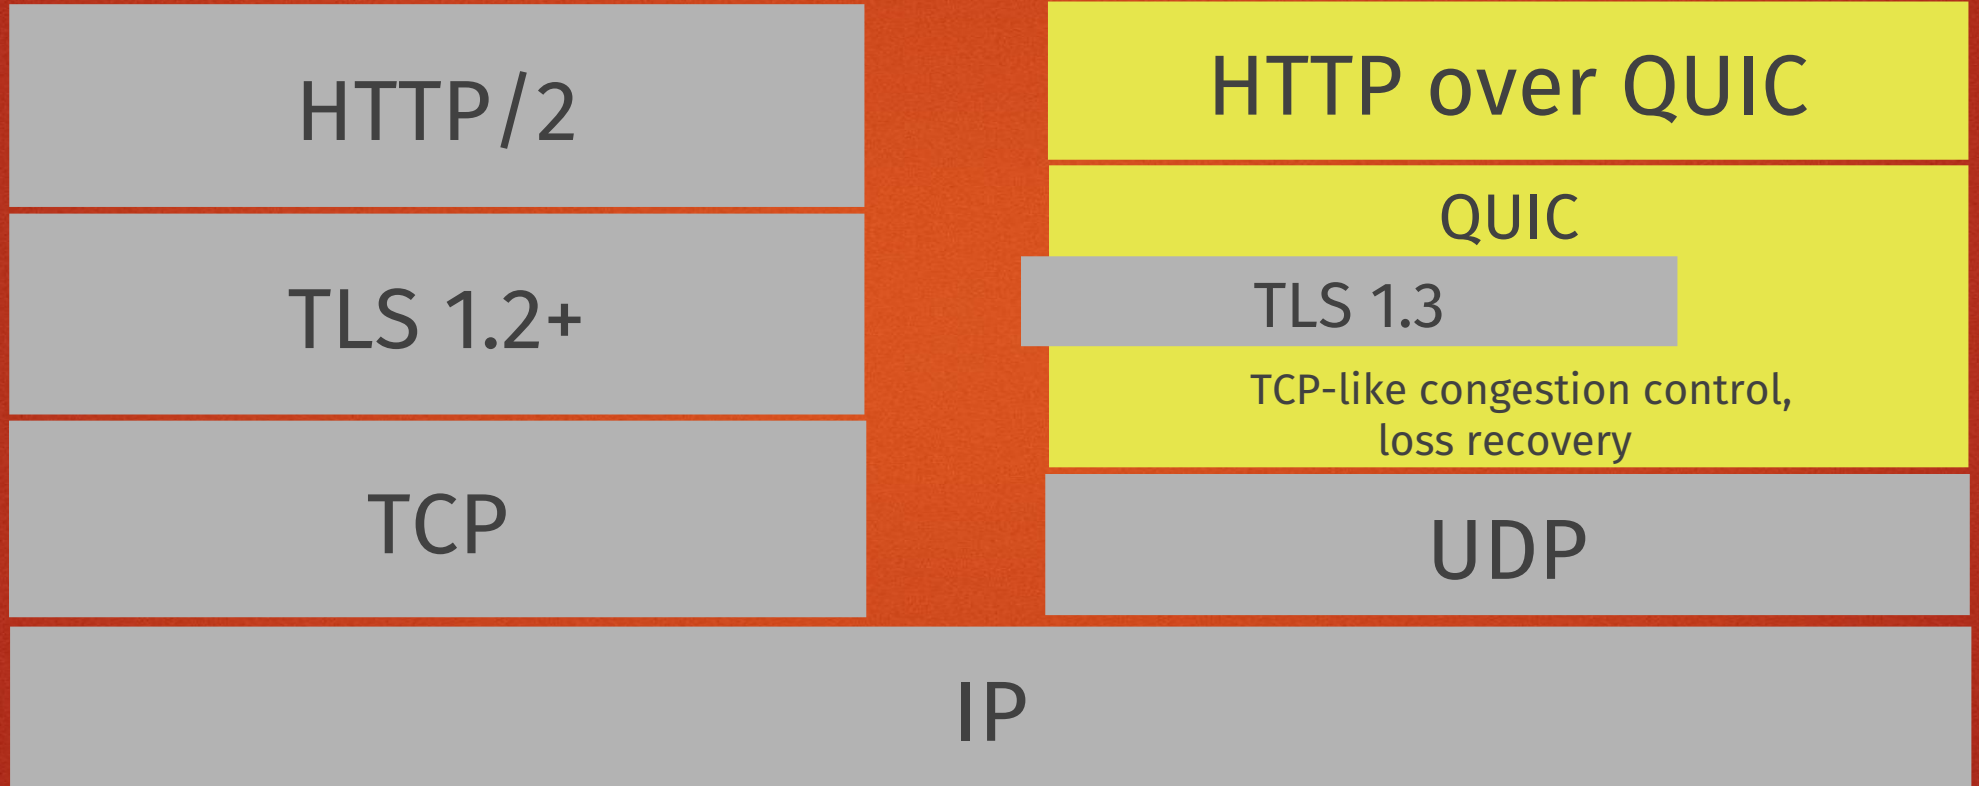 HTTP/2
TLS 1.2+
TCP
HTTP over QUIC
QUIC
TLS 1.3
TCP-like congestion control,
loss recovery
UDP
IP